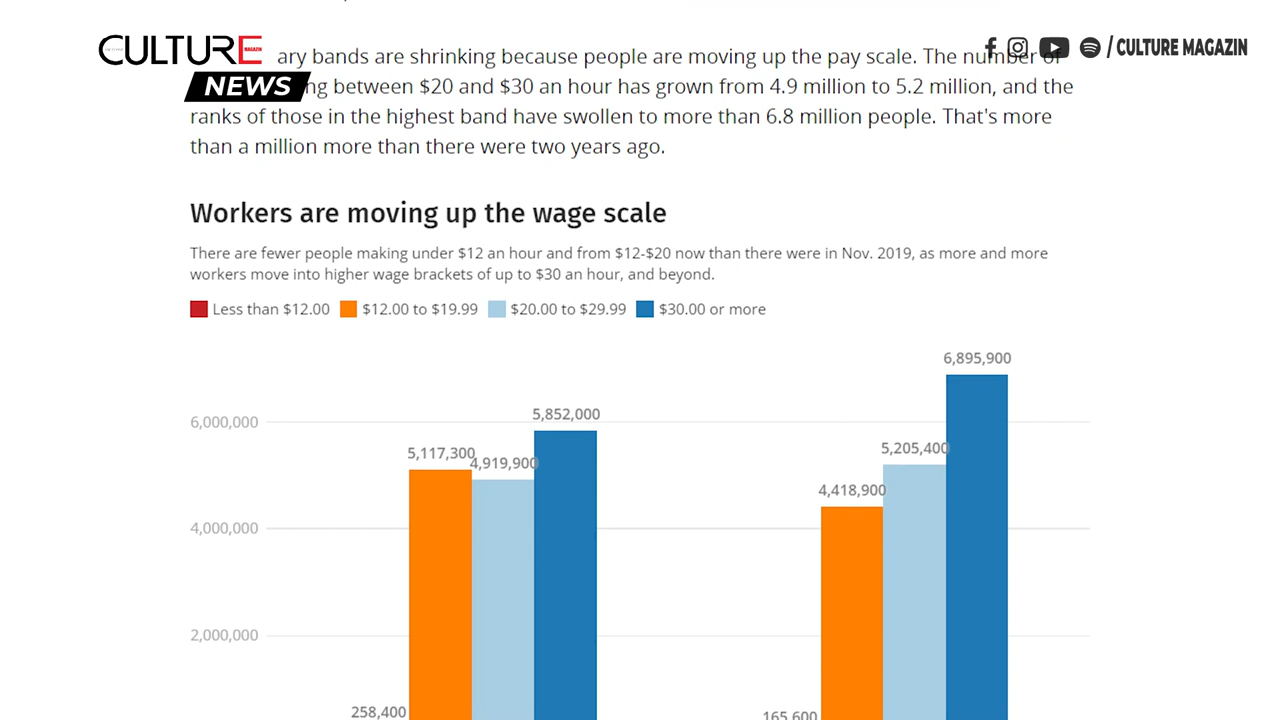 CULTURE
MAGAZIN
NEWS
/ CULTURE MAGAZIN
ary bands are shrinking because people are moving up the pay scale. The number of
ng between $20 and $30 an hour has grown from 4.9 million to 5.2 million, and the
ranks of those in the highest band have swollen to more than 6.8 million people. That's more
than a million more than there were two years ago.
Workers are moving up the wage scale
There are fewer people making under $12 an hour and from $12-$20 now than there were in Nov. 2019, as more and more
workers move into higher wage brackets of up to $30 an hour, and beyond.
Less than $12.00 $12.00 to $19.99 $20.00 to $29.99 $30.00 or more
6,895,900
5,852,000
6,000,000
5,117,300
4,919,900
5,205,400
4,418,900
4,000,000
2,000,000
258,400
165,600